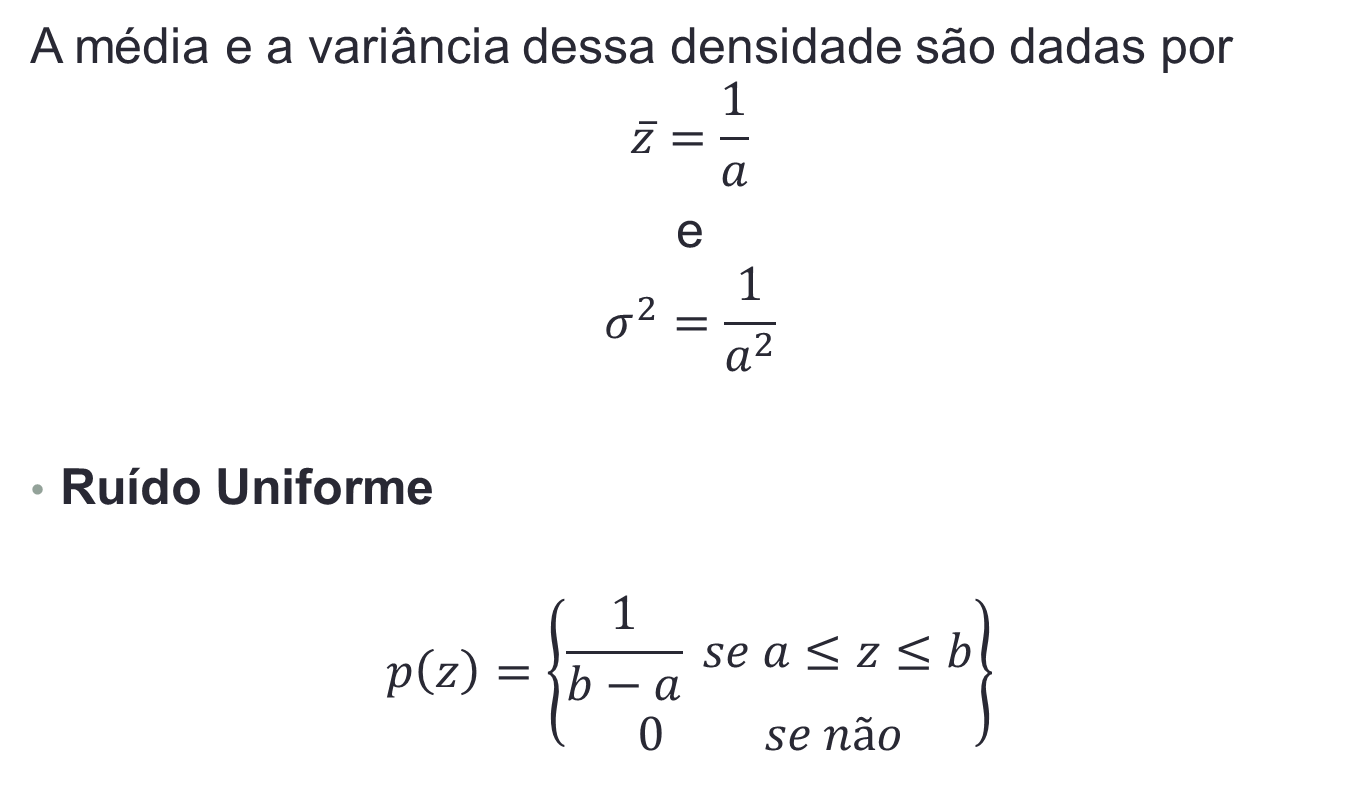 A média e a variância dessa densidade são dadas por
z̄ = 1/a
e
σ² = 1/a²
• Ruído Uniforme
p(z) = { 1/(b − a) se a ≤ z ≤ b
0 se não }